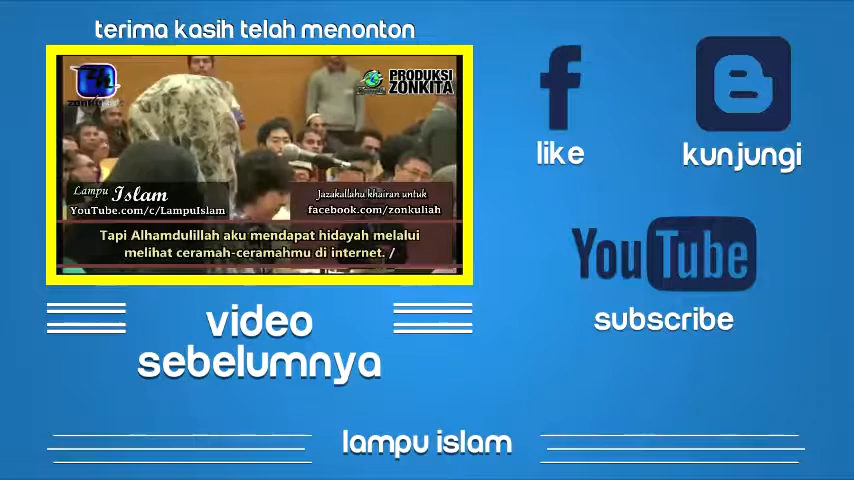 terima kasih telah menonton
PRODUKSI
ZONKITA
Lampu Islam
YouTube.com/c/LampuIslam
Jazakallahu khairan untuk
facebook.com/zonkuliah
Tapi Alhamdulillah aku mendapat hidayah melalui
melihat ceramah-ceramahmu di internet. /
video
sebelumnya
like
kunjungi
YouTube
subscribe
lampu islam